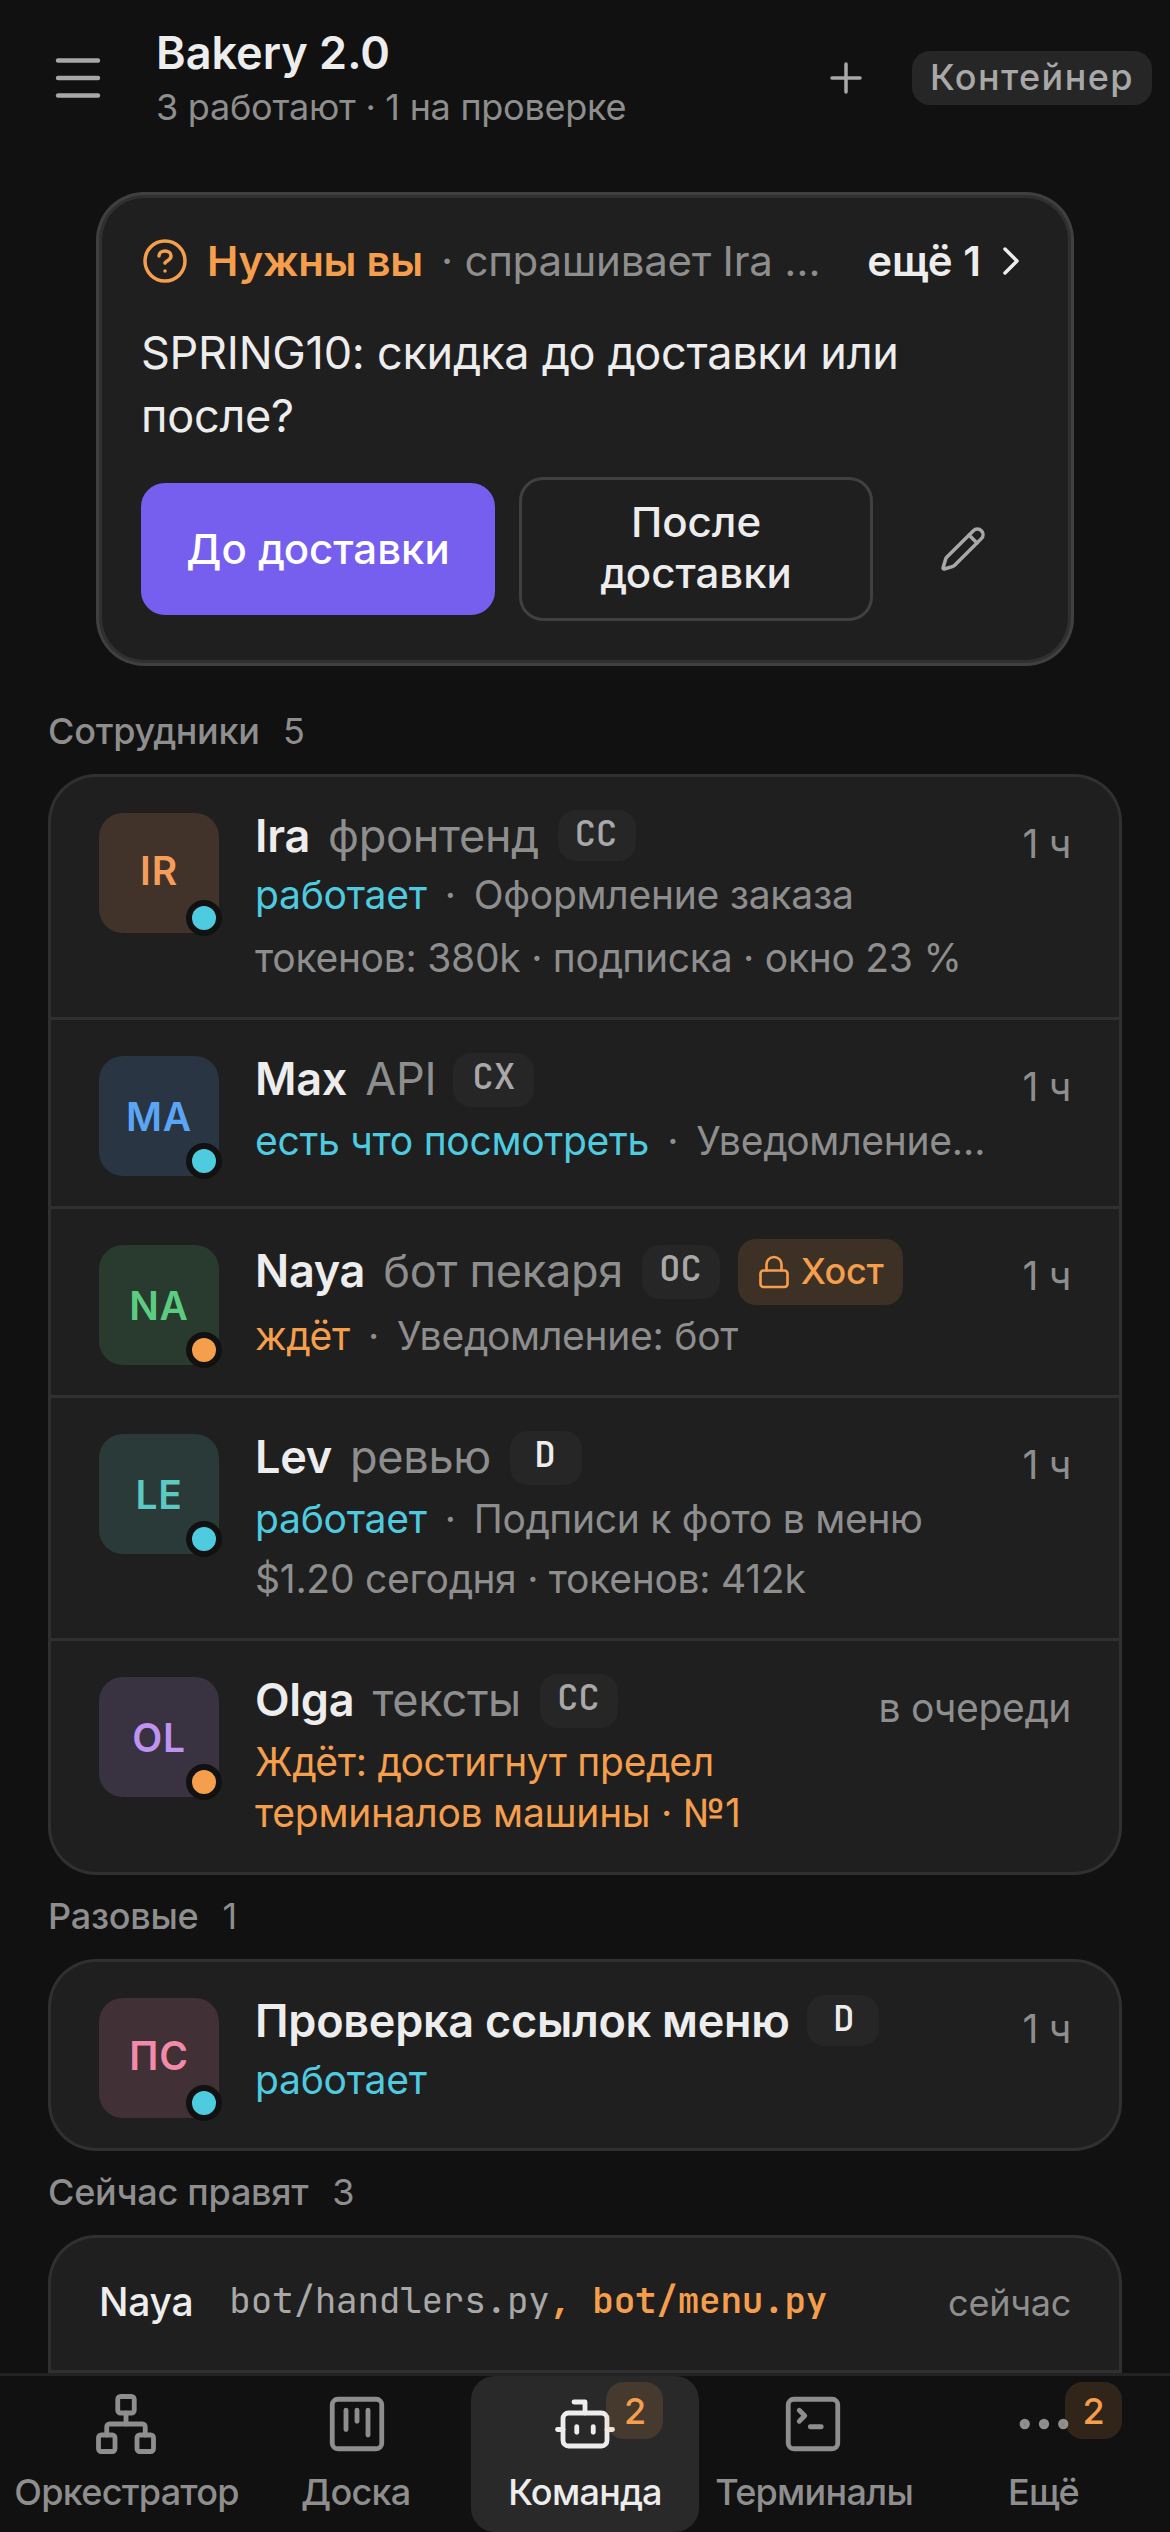 Bakery 2.0
3 работают · 1 на проверке
Контейнер
Нужны вы · спрашивает Ira ... ещё 1
SPRING10: скидка до доставки или
после?
До доставки
После
доставки
Сотрудники 5
IR
Ira фронтенд CC 1 ч
работает · Оформление заказа
токенов: 380k · подписка · окно 23 %
MA
Max API CX 1 ч
есть что посмотреть · Уведомление...
NA
Naya бот пекаря OC Хост 1 ч
ждёт · Уведомление: бот
LE
Lev ревью D 1 ч
работает · Подписи к фото в меню
$1.20 сегодня · токенов: 412k
OL
Olga тексты CC в очереди
Ждёт: достигнут предел
терминалов машины · №1
Разовые 1
ПС
Проверка ссылок меню D 1 ч
работает
Сейчас правят 3
Naya bot/handlers.py, bot/menu.py сейчас
2
2
Оркестратор Доска Команда Терминалы Ещё